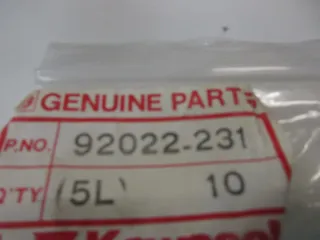 GENUINE PART
P.NO. 92022-231
Q'TY (5L) 10